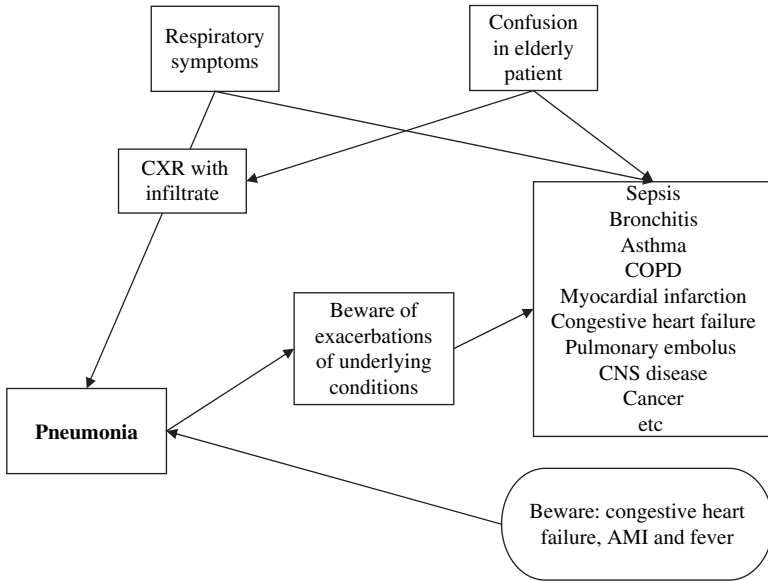 Respiratory
symptoms
Confusion
in elderly
patient
CXR with
infiltrate
Sepsis
Bronchitis
Asthma
COPD
Myocardial infarction
Congestive heart failure
Pulmonary embolus
CNS disease
Cancer
etc
Beware of
exacerbations
of underlying
conditions
Pneumonia
Beware: congestive heart
failure, AMI and fever